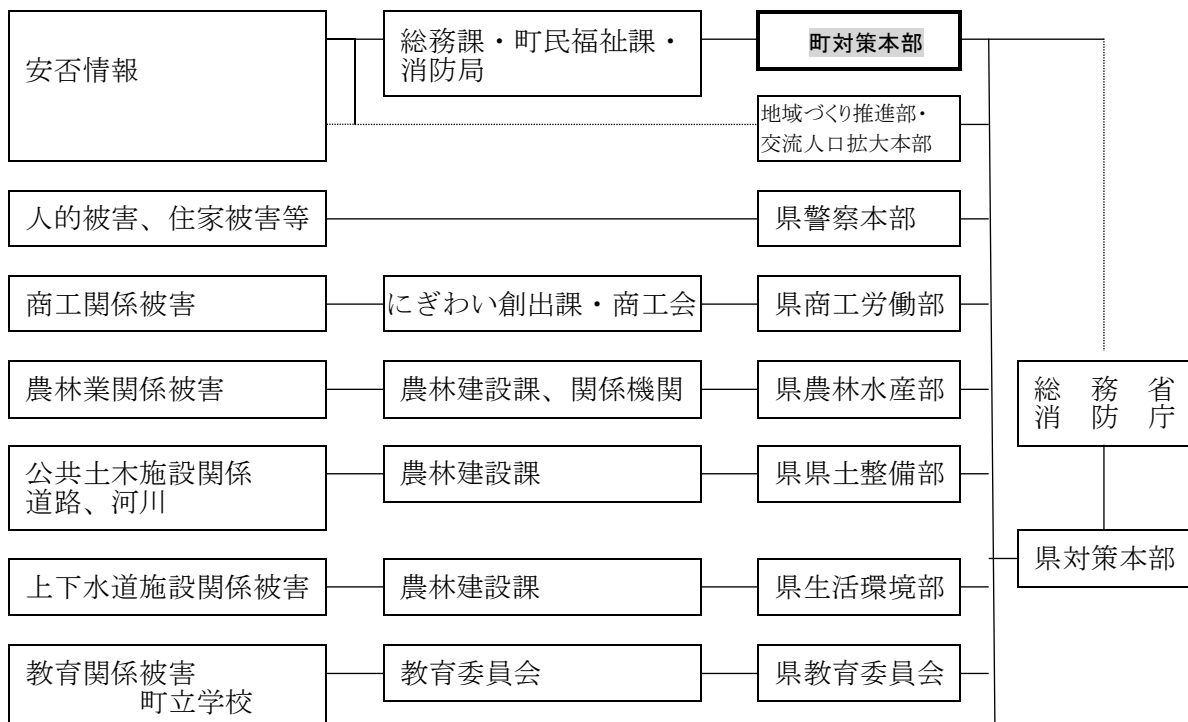 安否情報
総務課・町民福祉課・
消防局
町対策本部
地域づくり推進部・
交流人口拡大本部
人的被害、住家被害等
県警察本部
商工関係被害
にぎわい創出課・商工会
県商工労働部
農林業関係被害
農林建設課、関係機関
県農林水産部
総務省
消防庁
公共土木施設関係
道路、河川
農林建設課
県県土整備部
県対策本部
上下水道施設関係被害
農林建設課
県生活環境部
教育関係被害
町立学校
教育委員会
県教育委員会